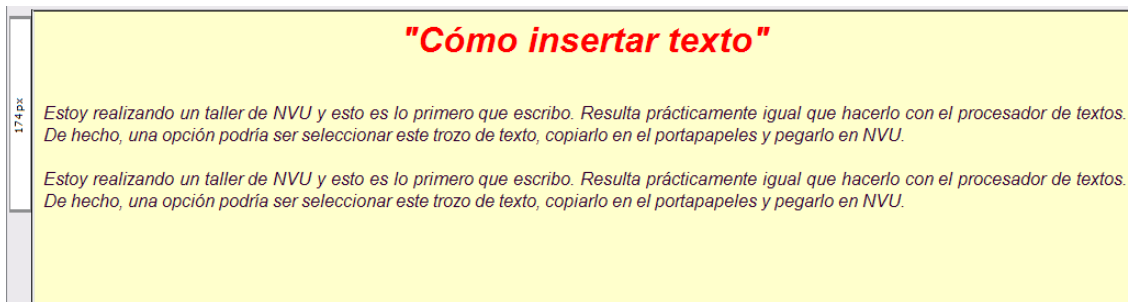 "Cómo insertar texto"
174px
Estoy realizando un taller de NVU y esto es lo primero que escribo. Resulta prácticamente igual que hacerlo con el procesador de textos.
De hecho, una opción podría ser seleccionar este trozo de texto, copiarlo en el portapapeles y pegarlo en NVU.
Estoy realizando un taller de NVU y esto es lo primero que escribo. Resulta prácticamente igual que hacerlo con el procesador de textos.
De hecho, una opción podría ser seleccionar este trozo de texto, copiarlo en el portapapeles y pegarlo en NVU.